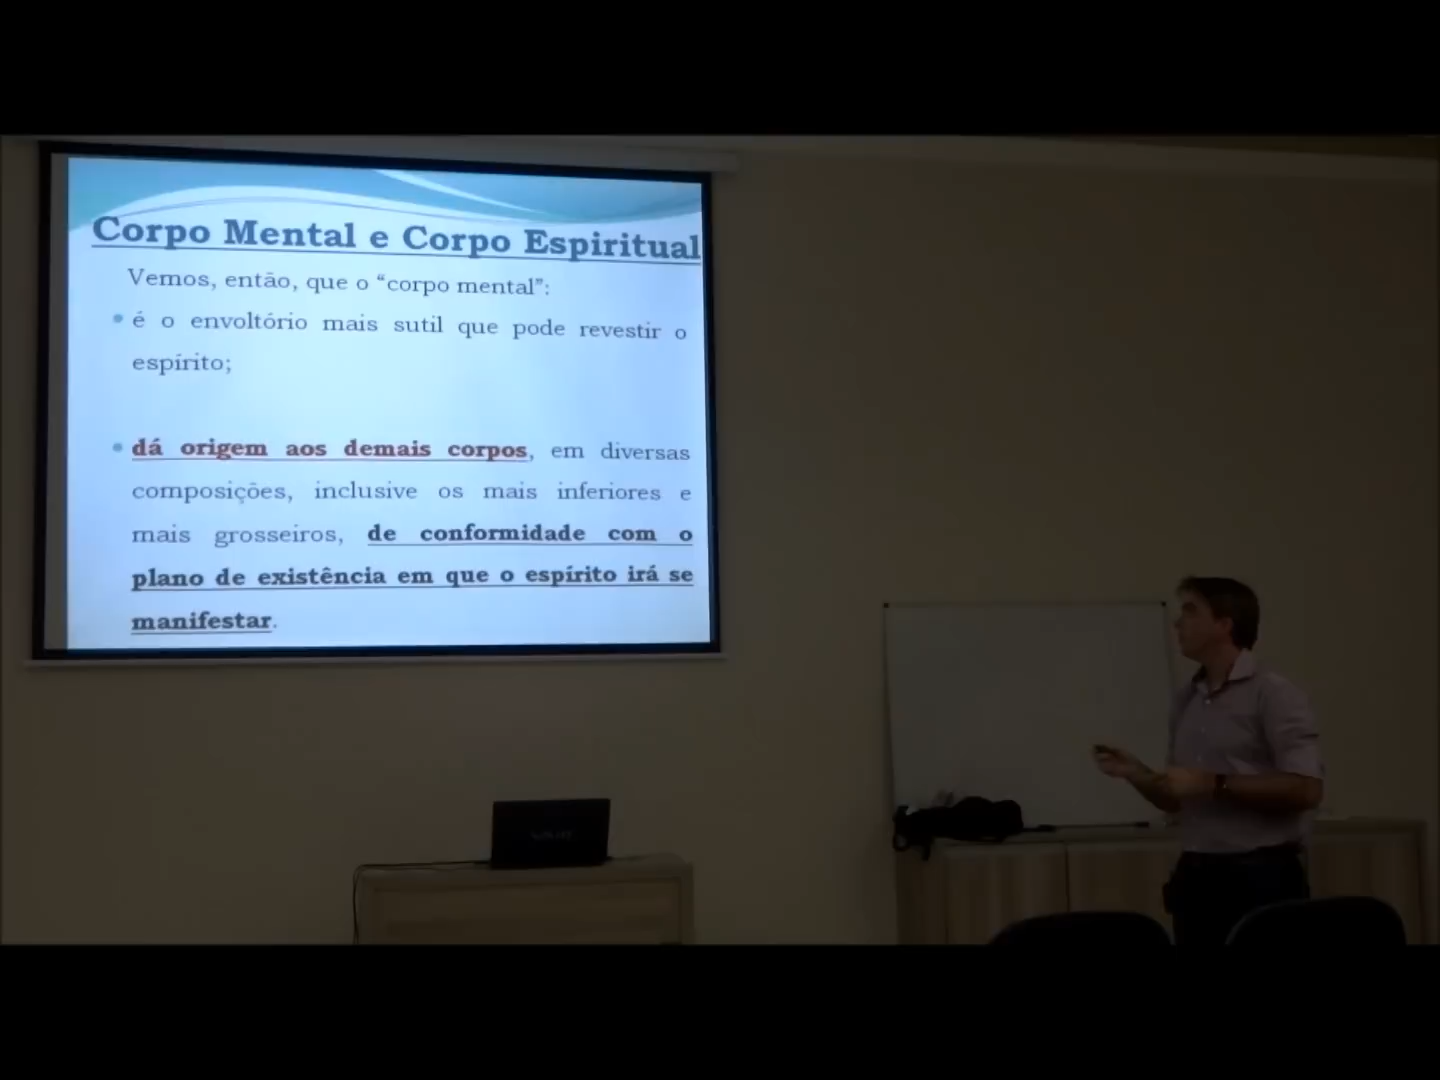 Corpo Mental e Corpo Espiritual
Vemos, então, que o “corpo mental”:
• é o envoltório mais sutil que pode revestir o
espírito;
• dá origem aos demais corpos, em diversas
composições, inclusive os mais inferiores e
mais grosseiros, de conformidade com o
plano de existência em que o espírito irá se
manifestar.